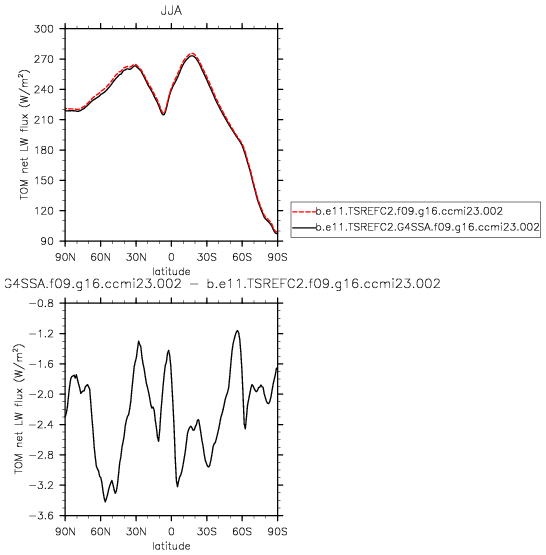 JJA
TOM net LW flux (W/m²)
300
270
240
210
180
150
120
90
90N 60N 30N 0 30S 60S 90S
latitude
b.e11.TSREFC2.f09.g16.ccmi23.002
b.e11.TSREFC2.G4SSA.f09.g16.ccmi23.002
G4SSA.f09.g16.ccmi23.002 - b.e11.TSREFC2.f09.g16.ccmi23.002
TOM net LW flux (W/m²)
-0.8
-1.2
-1.6
-2.0
-2.4
-2.8
-3.2
-3.6
90N 60N 30N 0 30S 60S 90S
latitude